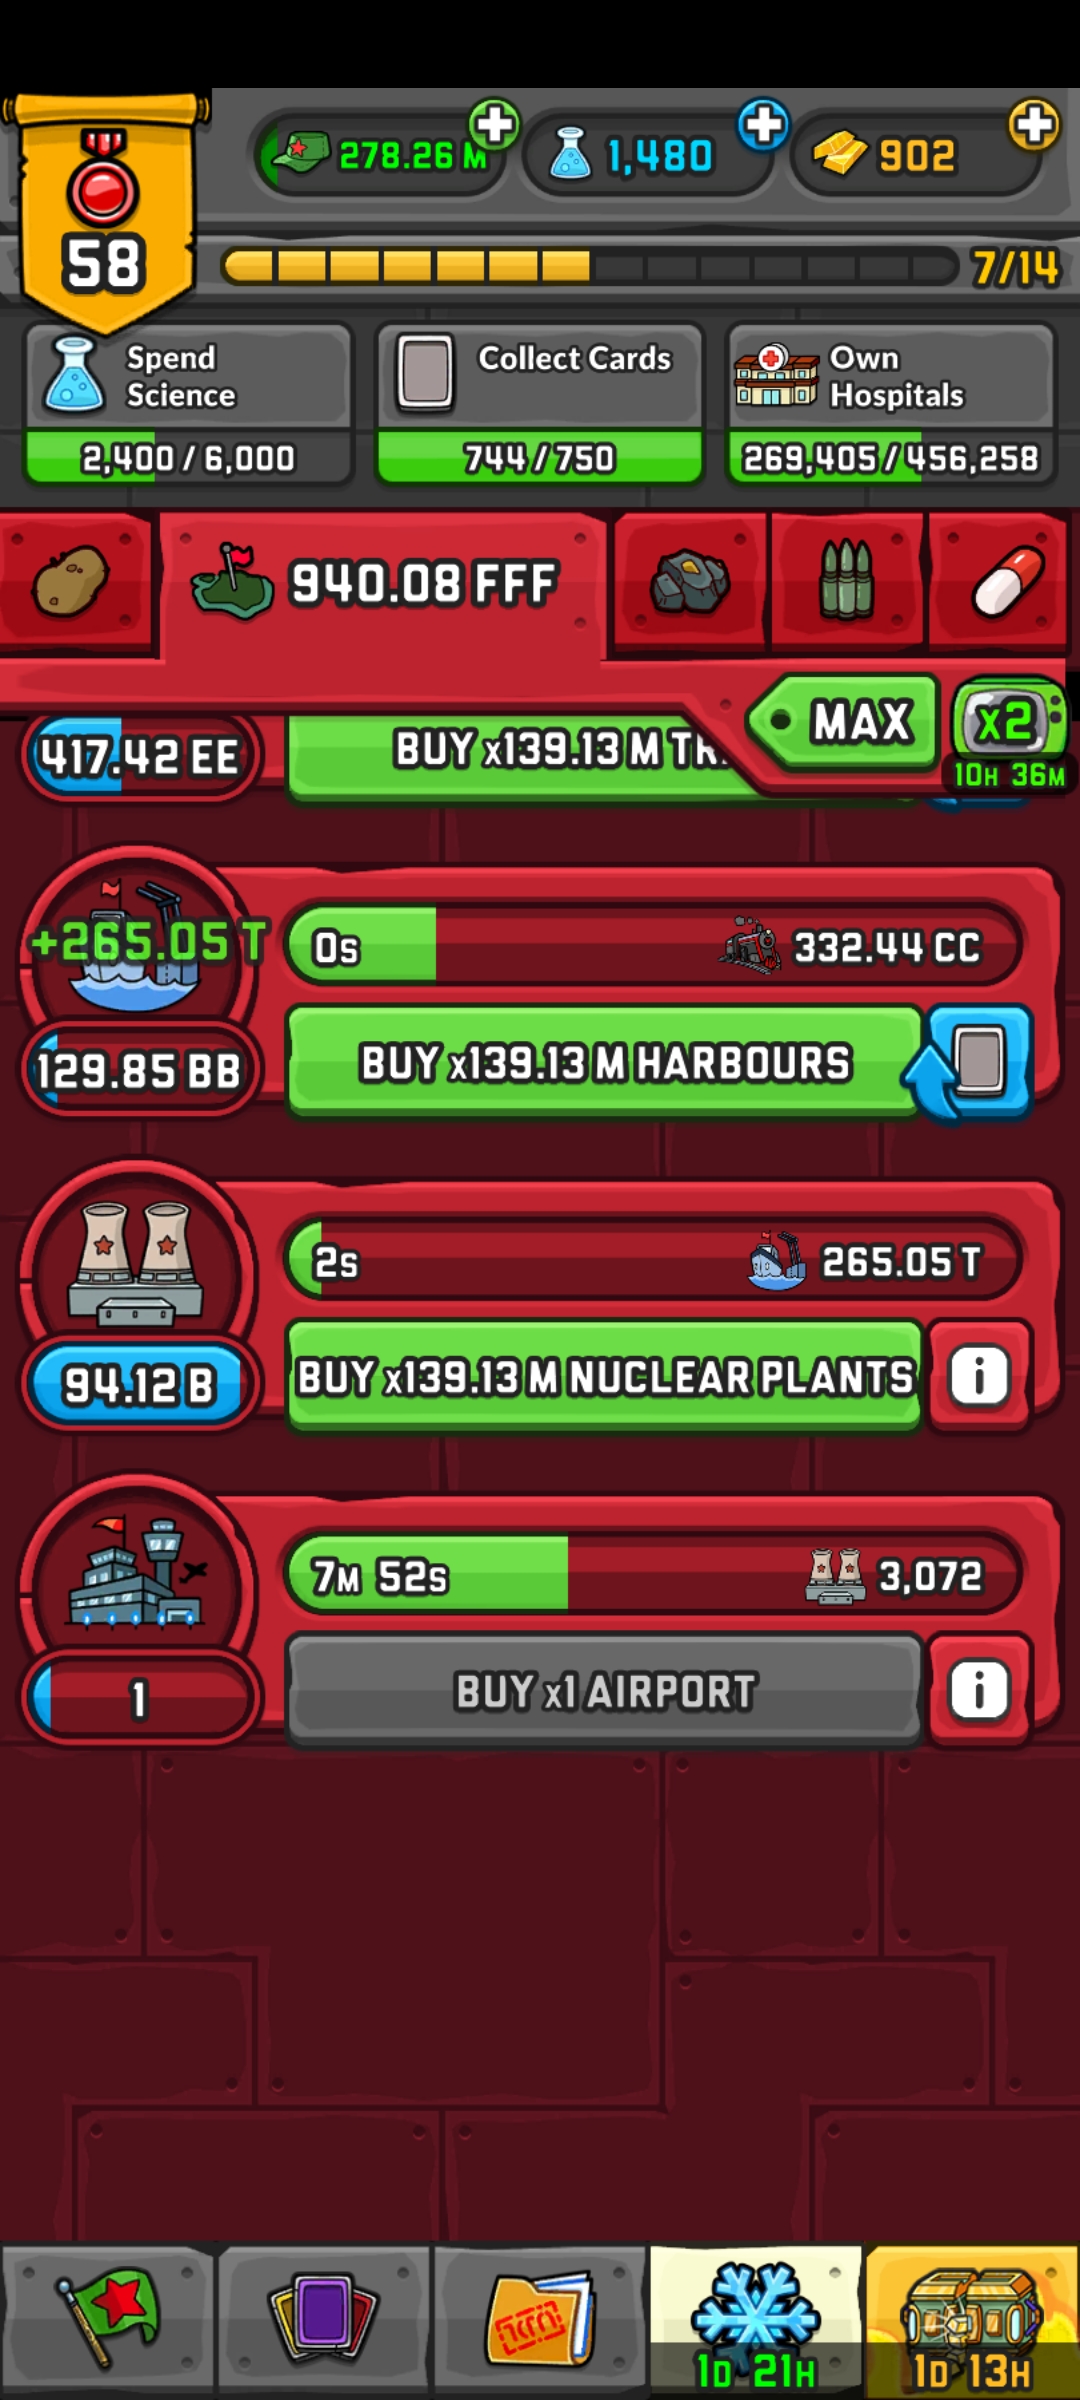 58
278.26 M
1,480
902
7/14
Spend
Science
2,400 / 6,000
Collect Cards
744 / 750
Own
Hospitals
269,405 / 456,258
940.08 FFF
MAX
x2
10H 36M
417.42 EE
BUY x139.13 M
+265.05 T
0s
332.44 CC
129.85 BB
BUY x139.13 M HARBOURS
2s
265.05 T
94.12 B
BUY x139.13 M NUCLEAR PLANTS
i
7M 52s
3,072
1
BUY x1 AIRPORT
i
1D 21H
1D 13H